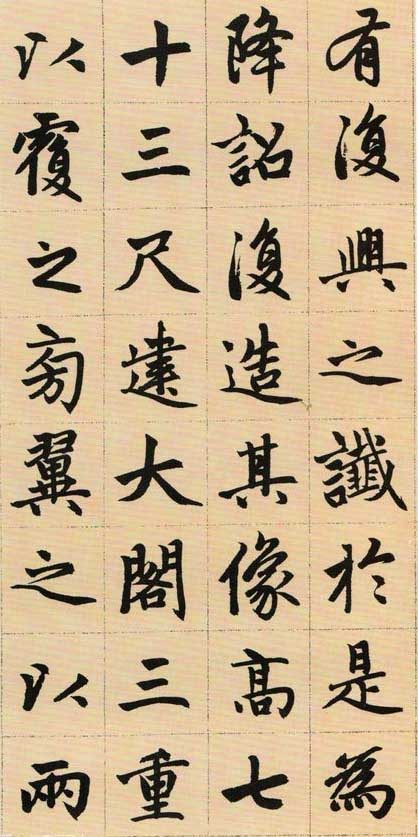 有復興之讖於是為
降詔復造其像高七
十三尺建大閣三重
以覆之旁翼之以兩